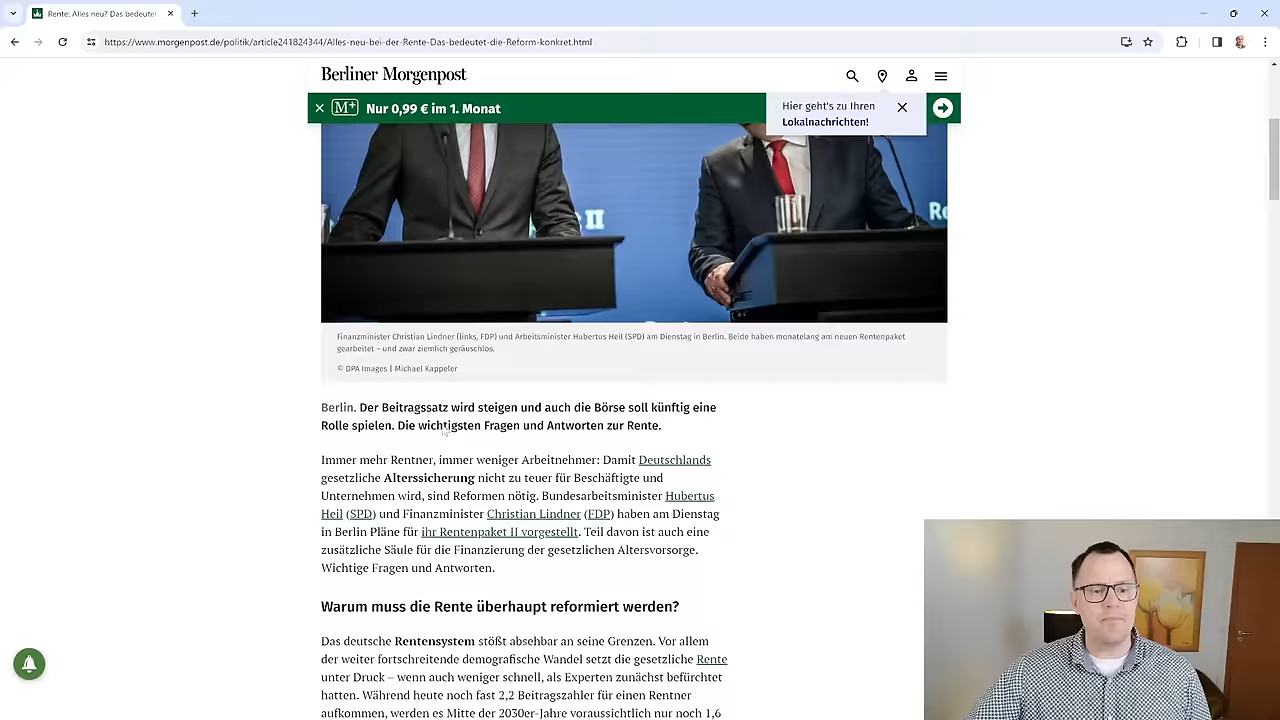 Rente: Alles neu? Das bedeutet
https://www.morgenpost.de/politik/article241824344/Alles-neu-bei-der-Rente-Das-bedeutet-die-Reform-konkret.html
Berliner Morgenpost
M+ Nur 0,99 € im 1. Monat
Hier geht's zu Ihren
Lokalnachrichten!
II
Re
Finanzminister Christian Lindner (links, FDP) und Arbeitsminister Hubertus Heil (SPD) am Dienstag in Berlin. Beide haben monatelang am neuen Rentenpaket
gearbeitet – und zwar ziemlich geräuschlos.
© DPA Images | Michael Kappeler
Berlin. Der Beitragssatz wird steigen und auch die Börse soll künftig eine
Rolle spielen. Die wichtigsten Fragen und Antworten zur Rente.
Immer mehr Rentner, immer weniger Arbeitnehmer: Damit Deutschlands
gesetzliche Alterssicherung nicht zu teuer für Beschäftigte und
Unternehmen wird, sind Reformen nötig. Bundesarbeitsminister Hubertus
Heil (SPD) und Finanzminister Christian Lindner (FDP) haben am Dienstag
in Berlin Pläne für ihr Rentenpaket II vorgestellt. Teil davon ist auch eine
zusätzliche Säule für die Finanzierung der gesetzlichen Altersvorsorge.
Wichtige Fragen und Antworten.
Warum muss die Rente überhaupt reformiert werden?
Das deutsche Rentensystem stößt absehbar an seine Grenzen. Vor allem
der weiter fortschreitende demografische Wandel setzt die gesetzliche Rente
unter Druck – wenn auch weniger schnell, als Experten zunächst befürchtet
hatten. Während heute noch fast 2,2 Beitragszahler für einen Rentner
aufkommen, werden es Mitte der 2030er-Jahre voraussichtlich nur noch 1,6